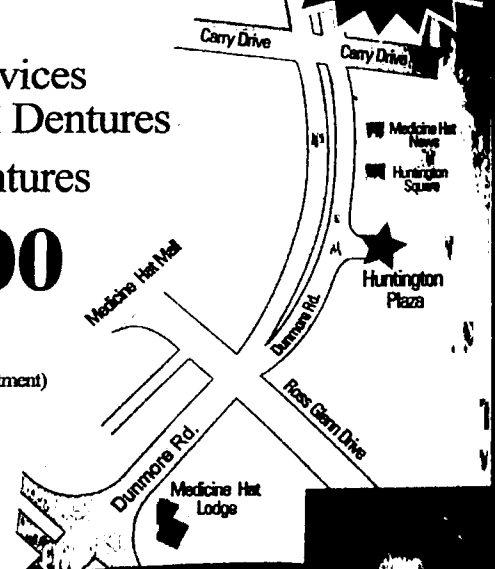 vices
Dentures
ntures
00
tment)
Carry Drive
Carry Drive
Medicine Hat
News
Huntington
Square
Huntington
Plaza
Medicine Hat Mall
Dunmore Rd.
Ross Glenn Drive
Dunmore Rd.
Medicine Hat
Lodge